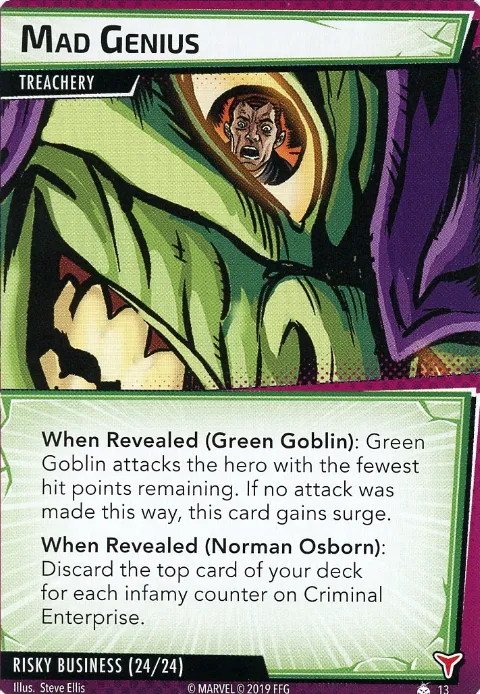 MAD GENIUS
TREACHERY
When Revealed (Green Goblin): Green
Goblin attacks the hero with the fewest
hit points remaining. If no attack was
made this way, this card gains surge.
When Revealed (Norman Osborn):
Discard the top card of your deck
for each infamy counter on Criminal
Enterprise.
RISKY BUSINESS (24/24)
Illus. Steve Ellis
© MARVEL © 2019 FFG
13